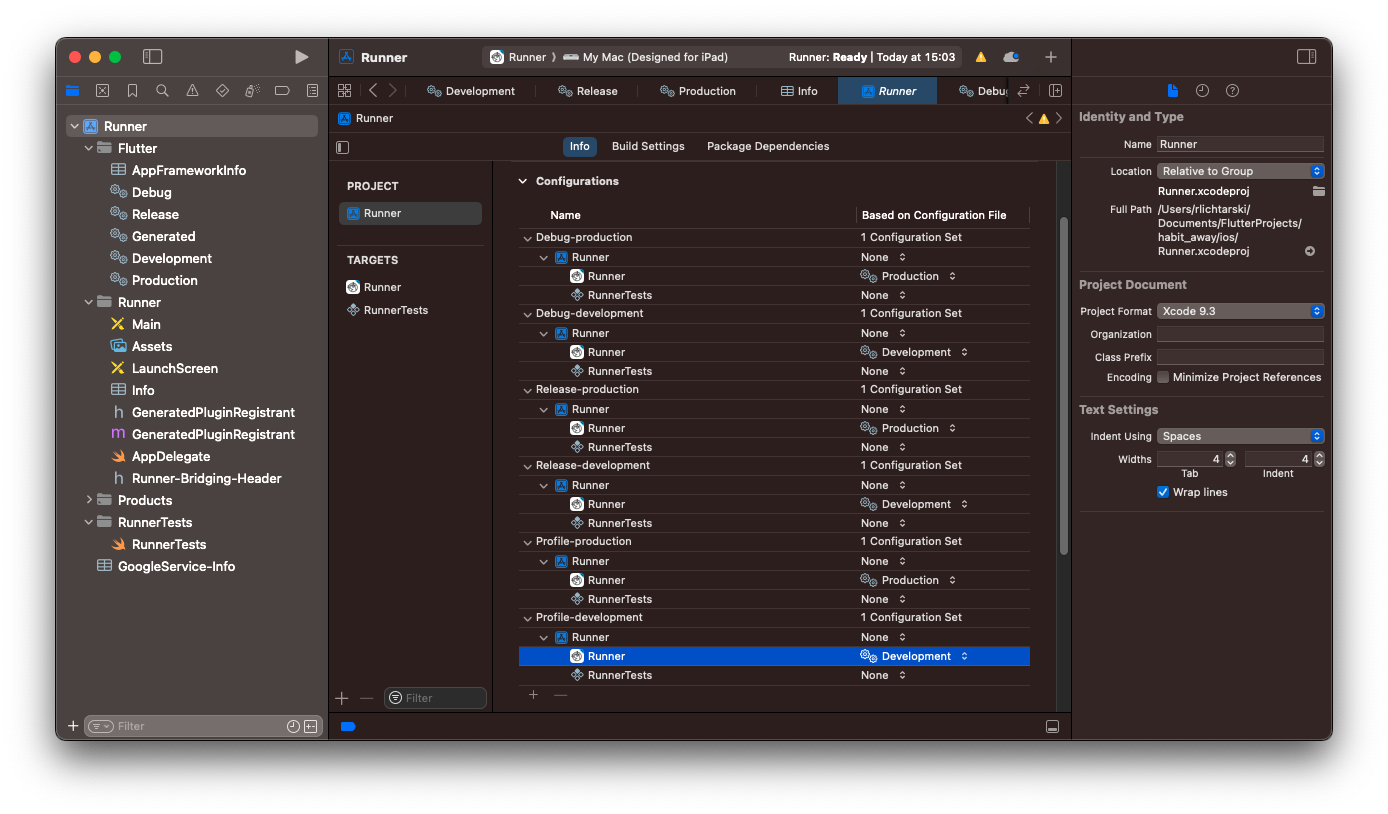 Runner
Runner
My Mac (Designed for iPad)
Runner: Ready | Today at 15:03
Development
Release
Production
Info
Runner
Debu
Runner
Info
Build Settings
Package Dependencies
Runner
Flutter
AppFrameworkInfo
Debug
Release
Generated
Development
Production
Runner
Main
Assets
LaunchScreen
Info
h GeneratedPluginRegistrant
m GeneratedPluginRegistrant
AppDelegate
h Runner-Bridging-Header
Products
RunnerTests
RunnerTests
GoogleService-Info
Filter
PROJECT
Runner
TARGETS
Runner
RunnerTests
Filter
Configurations
Name Based on Configuration File
Debug-production 1 Configuration Set
Runner None
Runner Production
RunnerTests None
Debug-development 1 Configuration Set
Runner None
Runner Development
RunnerTests None
Release-production 1 Configuration Set
Runner None
Runner Production
RunnerTests None
Release-development 1 Configuration Set
Runner None
Runner Development
RunnerTests None
Profile-production 1 Configuration Set
Runner None
Runner Production
RunnerTests None
Profile-development 1 Configuration Set
Runner None
Runner Development
RunnerTests None
Identity and Type
Name Runner
Location Relative to Group
Runner.xcodeproj
Full Path /Users/rlichtarski/
Documents/FlutterProjects/
habit_away/ios/
Runner.xcodeproj
Project Document
Project Format Xcode 9.3
Organization
Class Prefix
Encoding Minimize Project References
Text Settings
Indent Using Spaces
Widths 4 4
Tab Indent
Wrap lines